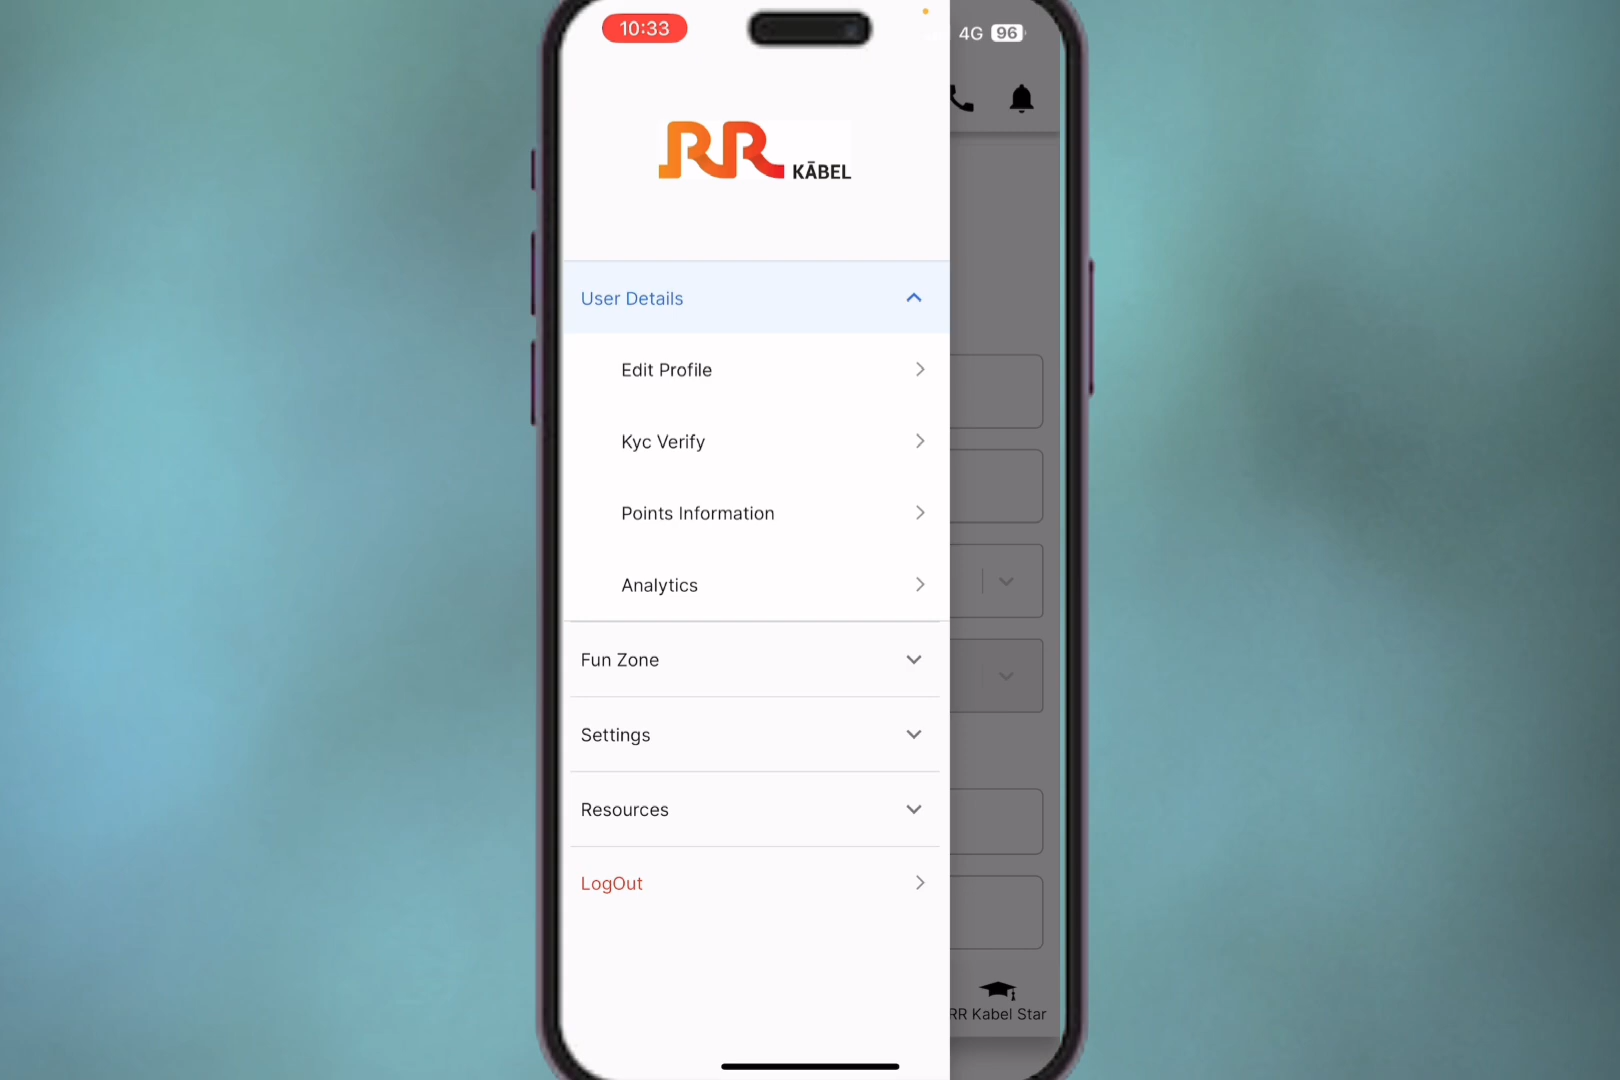 10:33
4G 96
RR KĀBEL
User Details
Edit Profile
Kyc Verify
Points Information
Analytics
Fun Zone
Settings
Resources
LogOut
RR Kabel Star